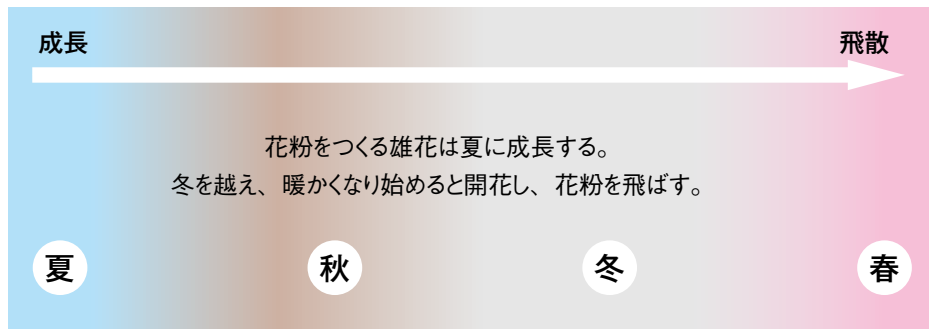 成長
飛散
花粉をつくる雄花は夏に成長する。
冬を越え、暖かくなり始めると開花し、花粉を飛ばす。
夏
秋
冬
春